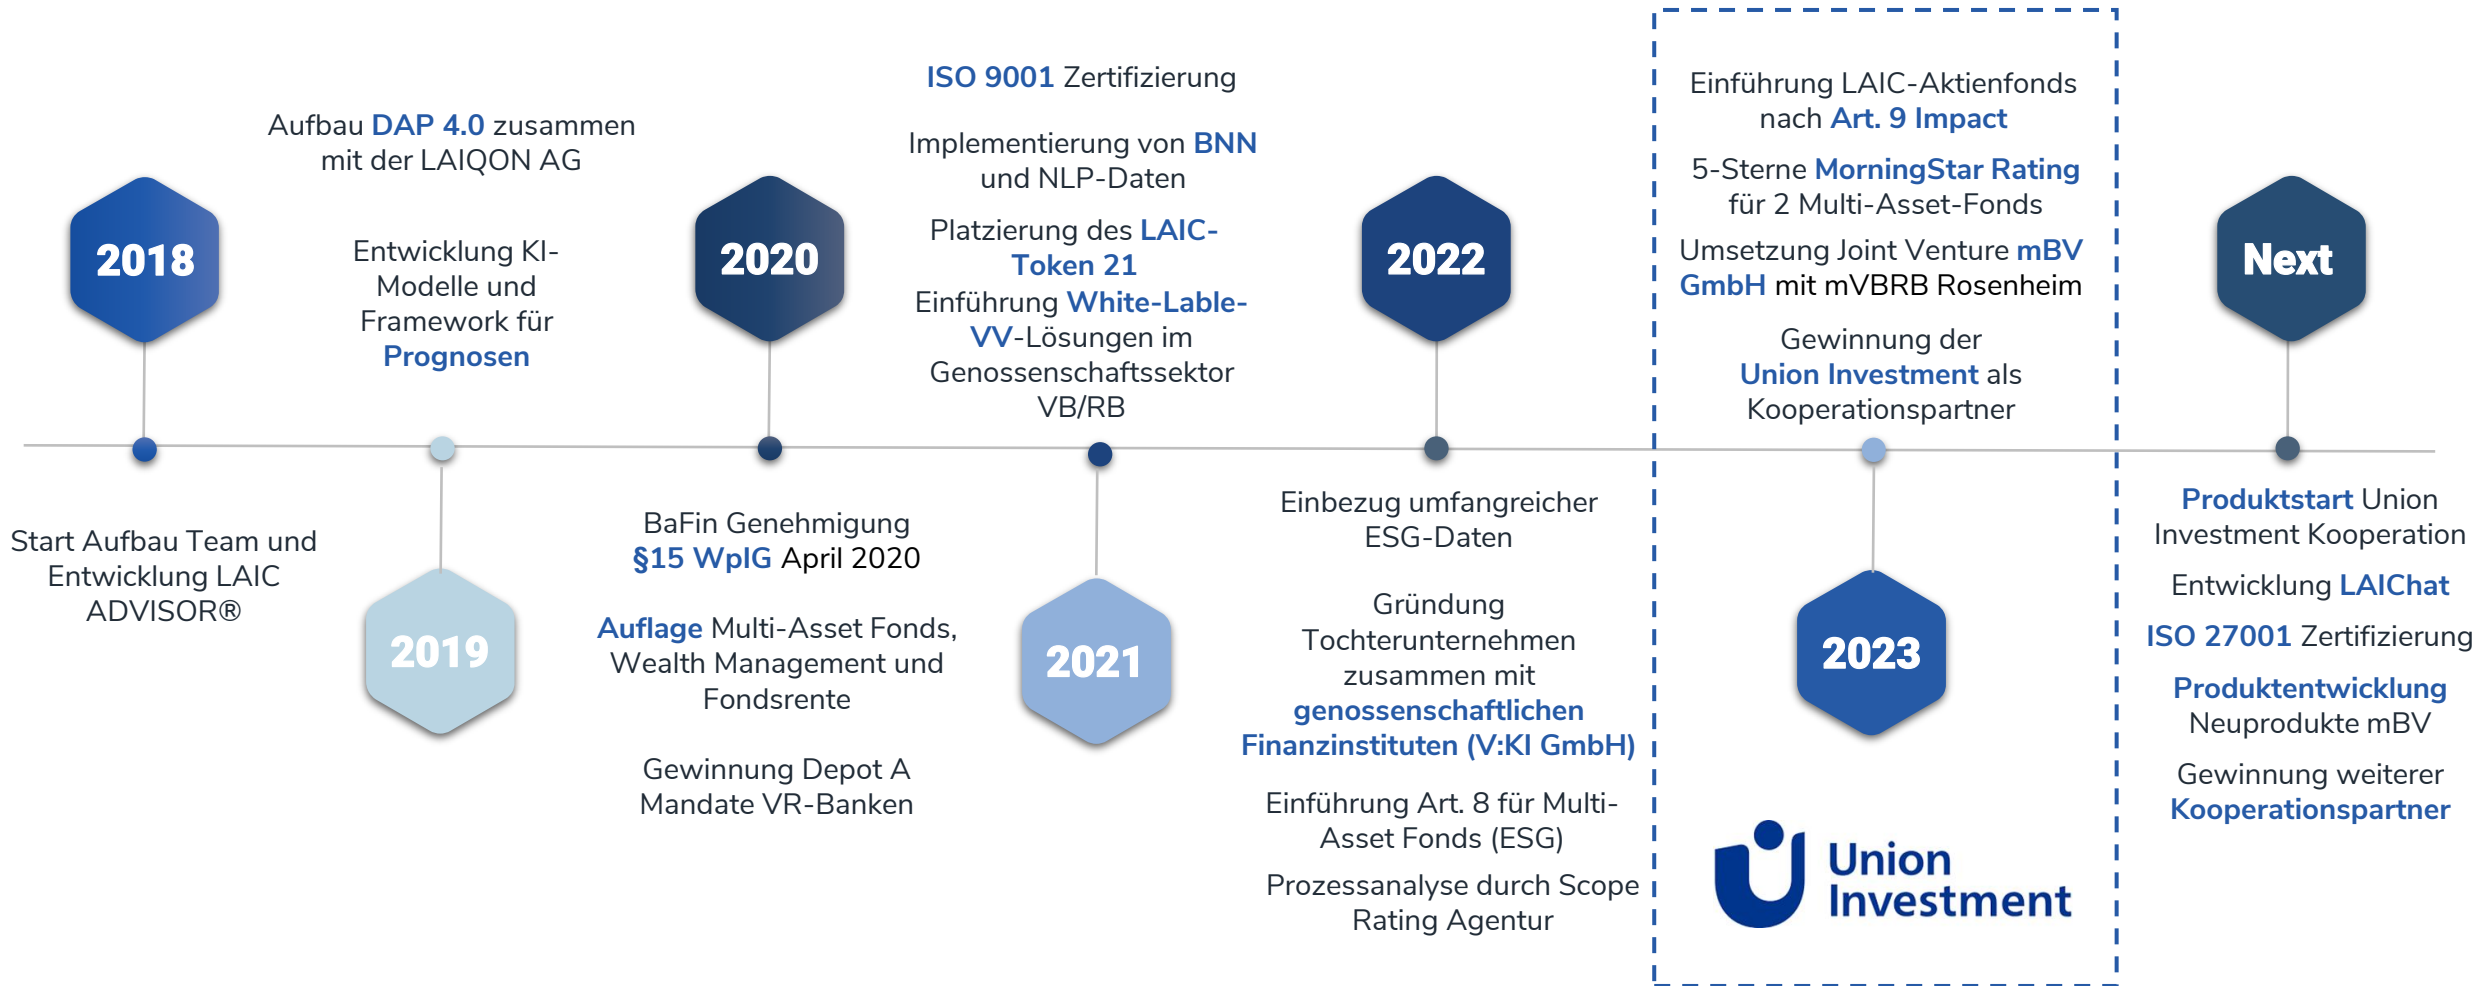 2018
Start Aufbau Team und
Entwicklung LAIC
ADVISOR®
Aufbau DAP 4.0 zusammen
mit der LAIQON AG
Entwicklung KI-
Modelle und
Framework für
Prognosen
2019
2020
BaFin Genehmigung
§15 WpIG April 2020
Auflage Multi-Asset Fonds,
Wealth Management und
Fondsrente
Gewinnung Depot A
Mandate VR-Banken
ISO 9001 Zertifizierung
Implementierung von BNN
und NLP-Daten
Platzierung des LAIC-
Token 21
Einführung White-Lable-
VV-Lösungen im
Genossenschaftssektor
VB/RB
2021
2022
Einbezug umfangreicher
ESG-Daten
Gründung
Tochterunternehmen
zusammen mit
genossenschaftlichen
Finanzinstituten (V:KI GmbH)
Einführung Art. 8 für Multi-
Asset Fonds (ESG)
Prozessanalyse durch Scope
Rating Agentur
Einführung LAIC-Aktienfonds
nach Art. 9 Impact
5-Sterne MorningStar Rating
für 2 Multi-Asset-Fonds
Umsetzung Joint Venture mBV
GmbH mit mVBRB Rosenheim
Gewinnung der
Union Investment als
Kooperationspartner
2023
Union
Investment
Next
Produktstart Union
Investment Kooperation
Entwicklung LAIChat
ISO 27001 Zertifizierung
Produktentwicklung
Neuprodukte mBV
Gewinnung weiterer
Kooperationspartner